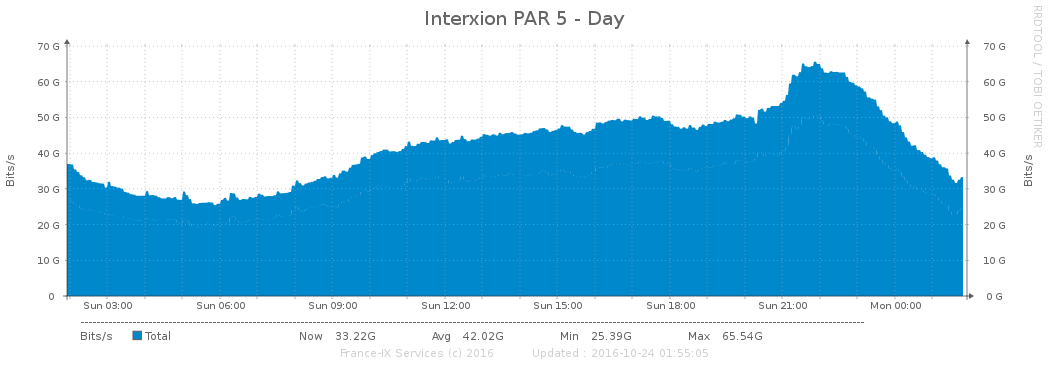 Interxion PAR 5 - Day
RRDTOOL / TOBI OETIKER
70 G 70 G
60 G 60 G
50 G 50 G
40 G 40 G
30 G 30 G
20 G 20 G
10 G 10 G
0 0 G
Bits/s
Bits/s
Sun 03:00 Sun 06:00 Sun 09:00 Sun 12:00 Sun 15:00 Sun 18:00 Sun 21:00 Mon 00:00
Bits/s Total Now 33.22G Avg 42.02G Min 25.39G Max 65.54G
France-IX Services (c) 2016 Updated : 2016-10-24 01:55:05